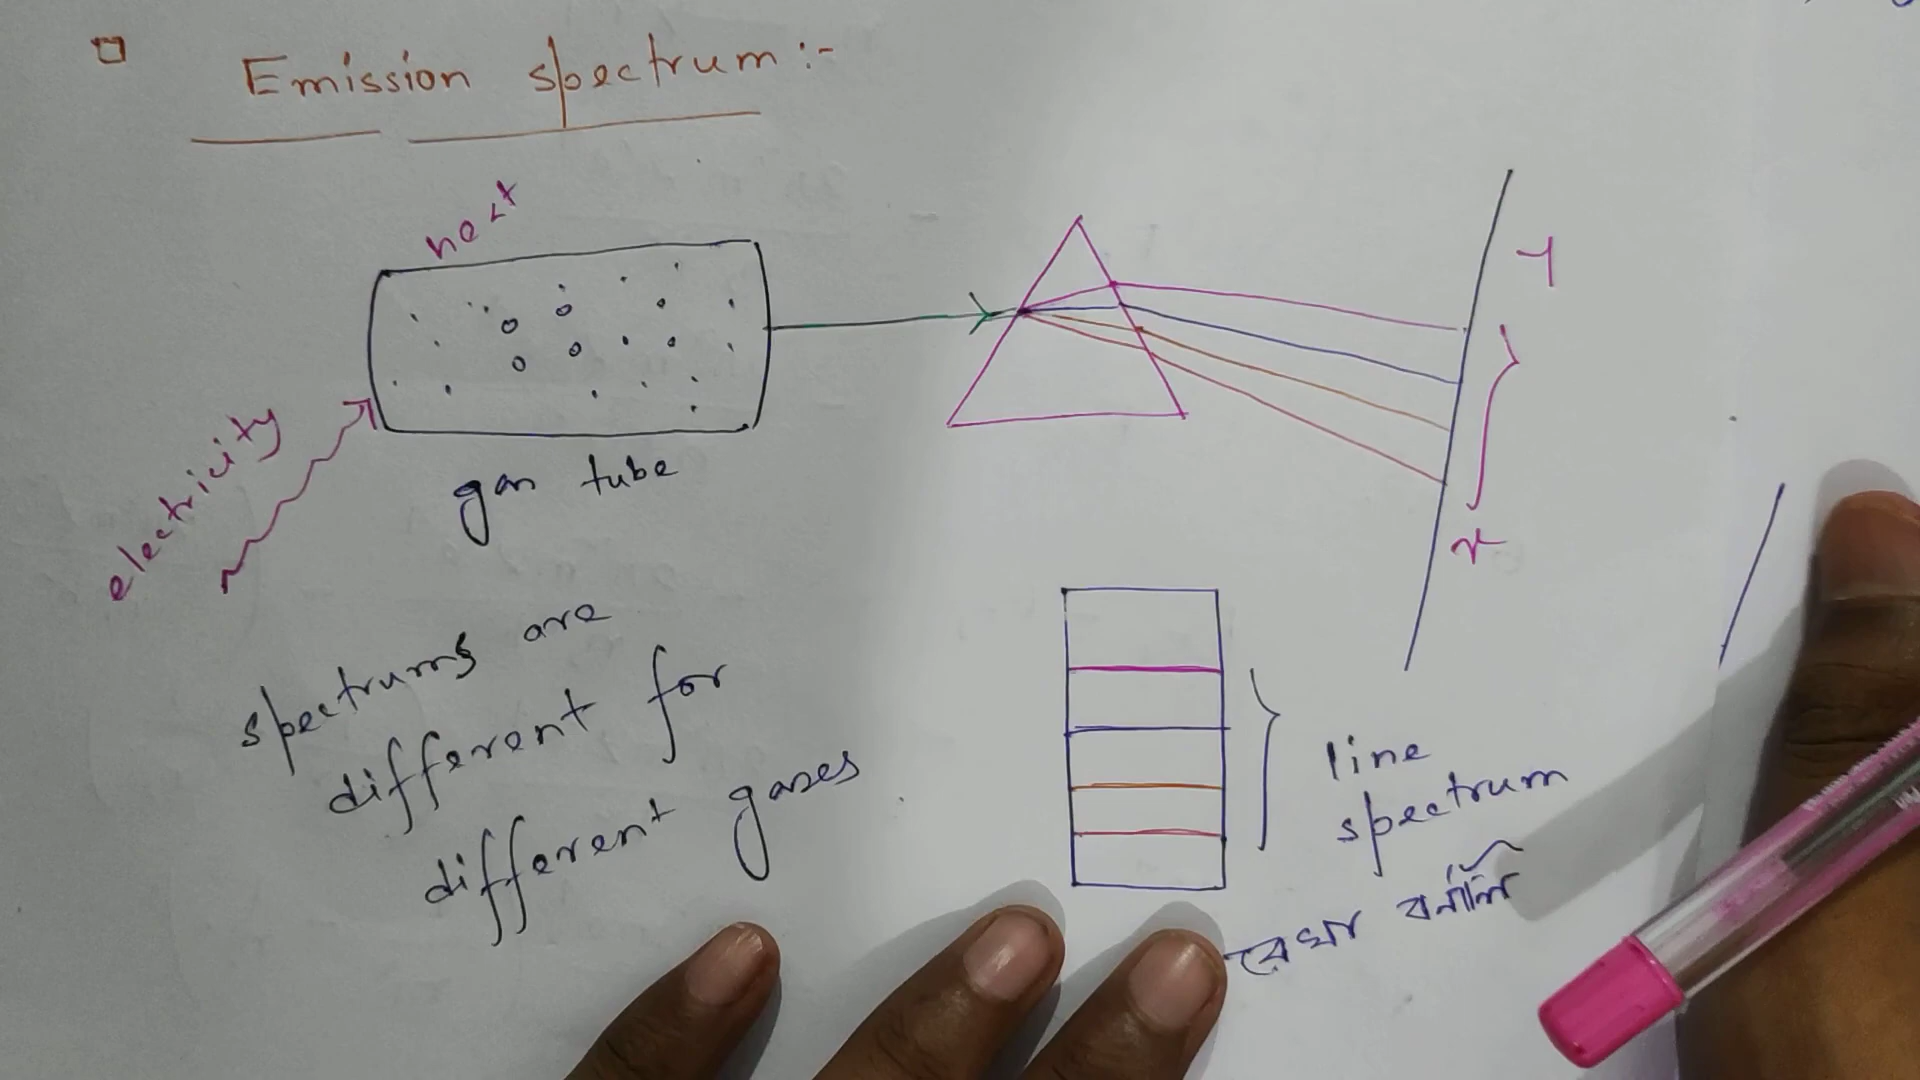 Emission spectrum :-
heat
electricity
gas tube
spectrums are
different for
different gases
line
spectrum
রেখা বর্ণালি